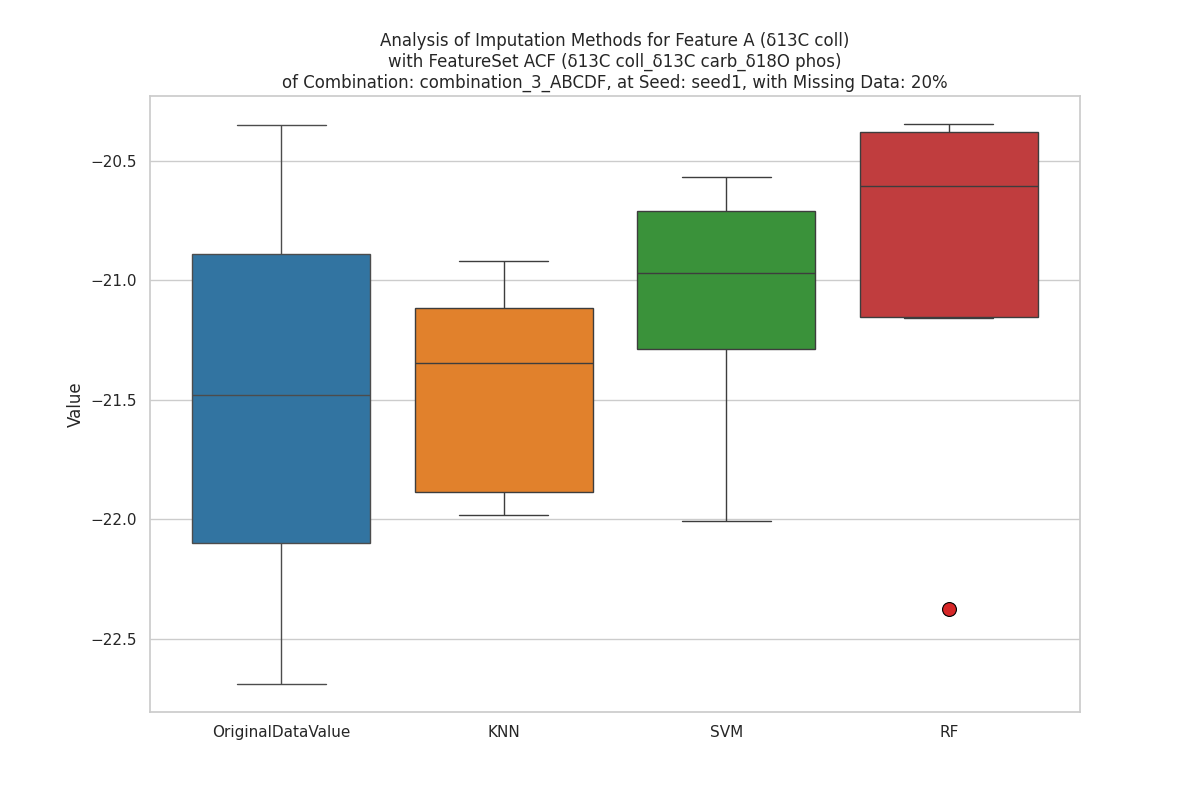 Analysis of Imputation Methods for Feature A (δ13C coll)
with FeatureSet ACF (δ13C coll_δ13C carb_δ18O phos)
of Combination: combination_3_ABCDF, at Seed: seed1, with Missing Data: 20%
Value
−20.5
−21.0
−21.5
−22.0
−22.5
OriginalDataValue
KNN
SVM
RF